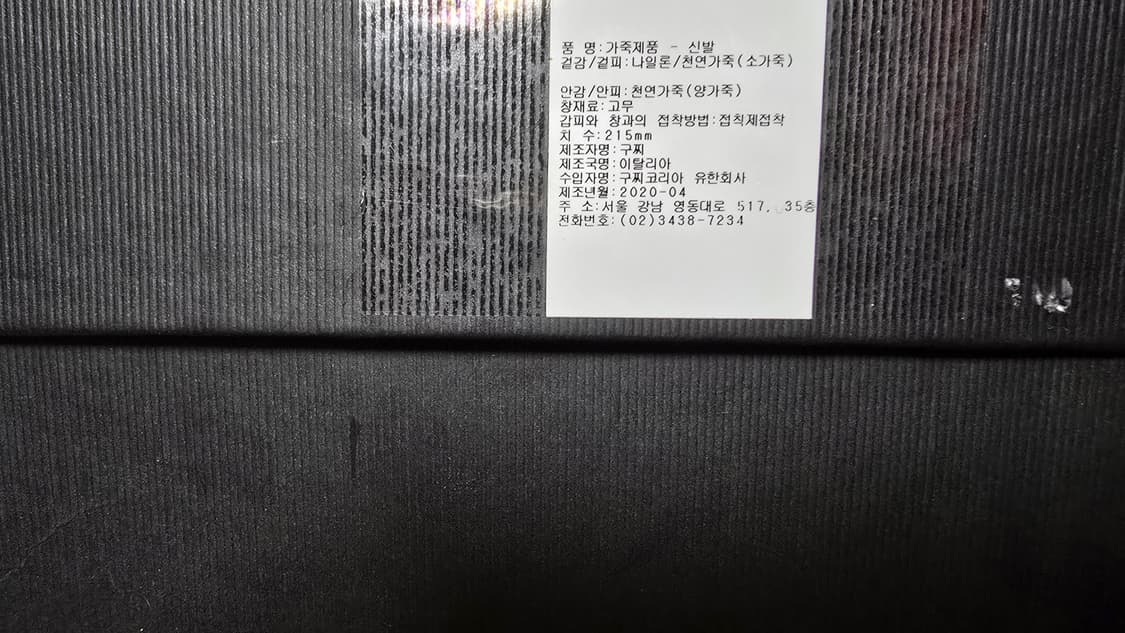 품 명:가죽제품 - 신발
겉감/겉피:나일론/천연가죽(소가죽)
안감/안피:천연가죽(양가죽)
창재료:고무
갑피와 창과의 접착방법:접착제접착
치 수:215mm
제조자명:구찌
제조국명:이탈리아
수입자명:구찌코리아 유한회사
제조년월:2020-04
주 소:서울 강남 영동대로 517, 35층
전화번호:(02)3438-7234